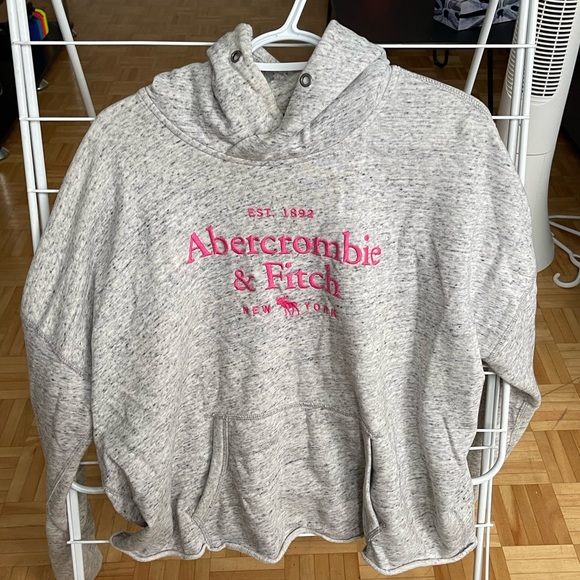 EST. 1892
Abercrombie
& Fitch
NEW YORK